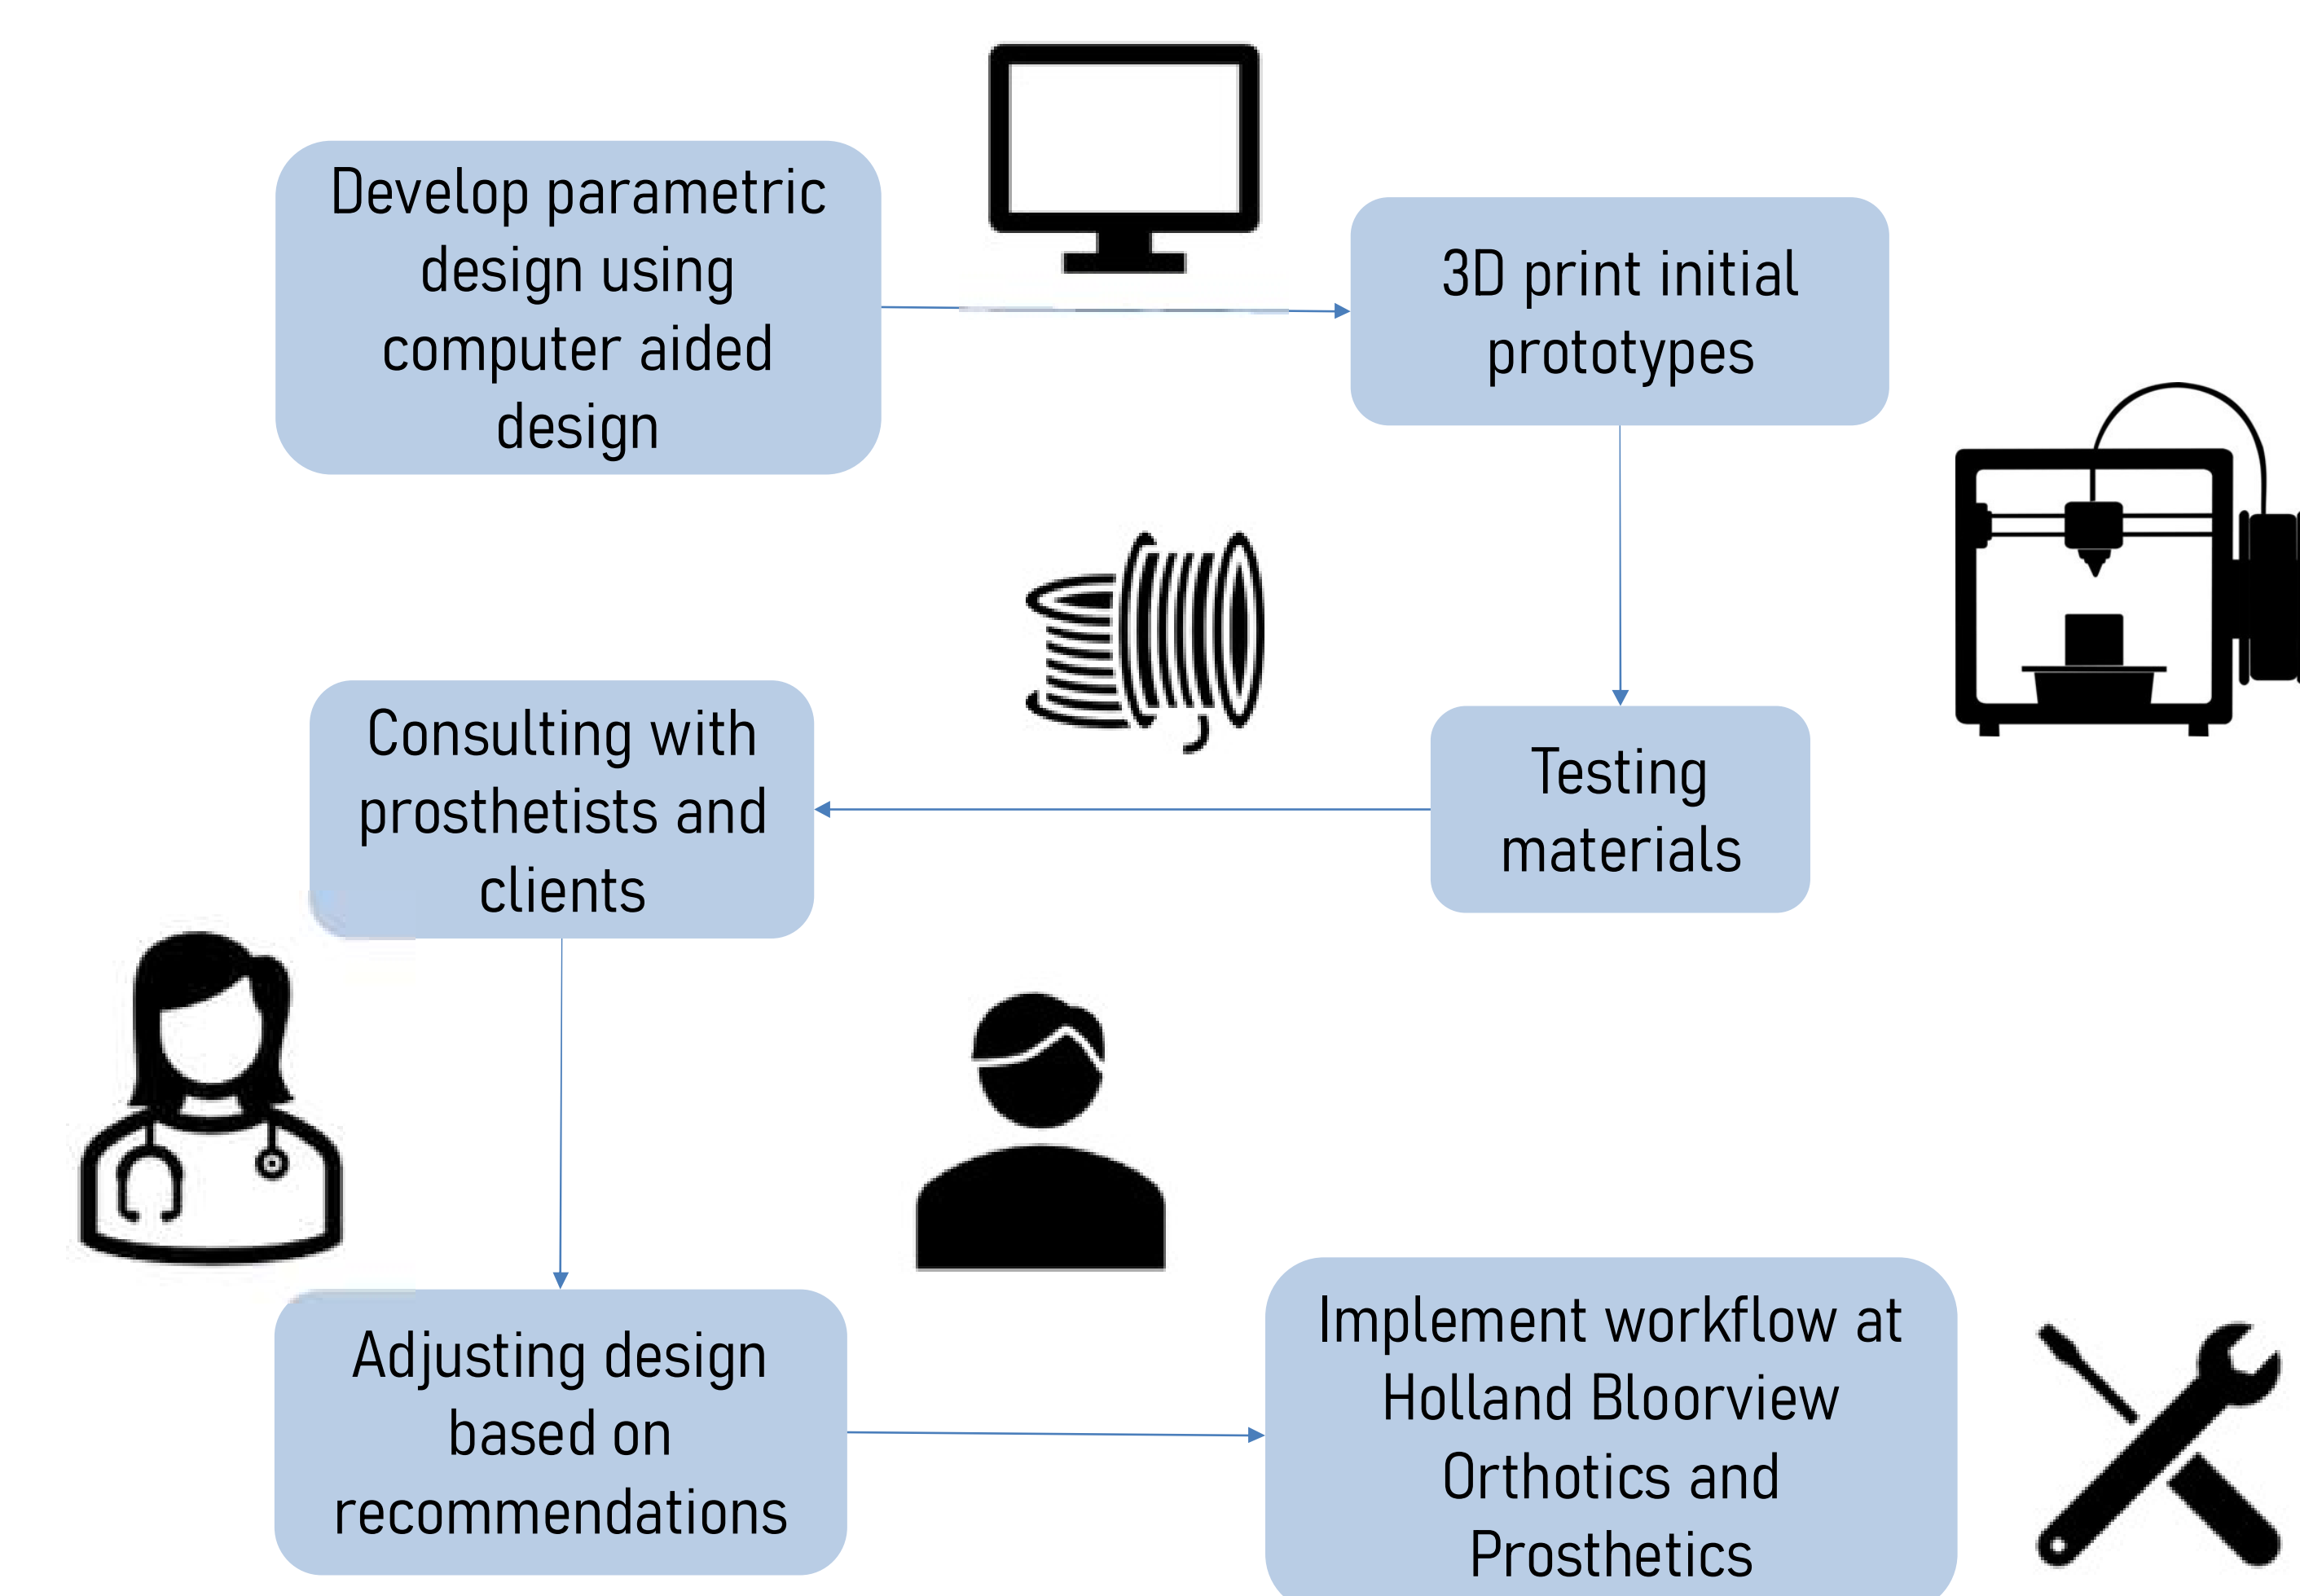 Develop parametric
design using
computer aided
design
3D print initial
prototypes
Testing
materials
Consulting with
prosthetists and
clients
Adjusting design
based on
recommendations
Implement workflow at
Holland Bloorview
Orthotics and
Prosthetics